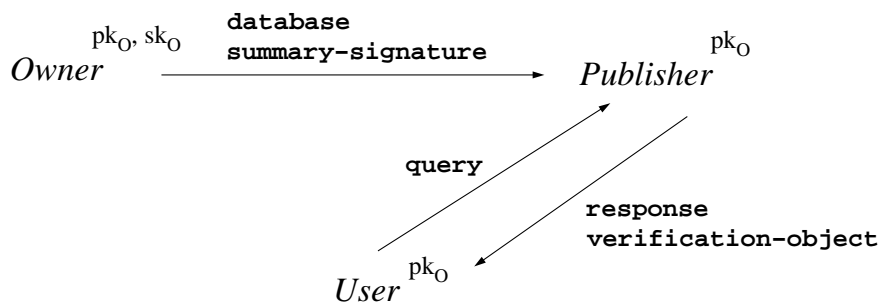 Owner pkO, skO
database
summary-signature
Publisher pkO
query
response
verification-object
User pkO